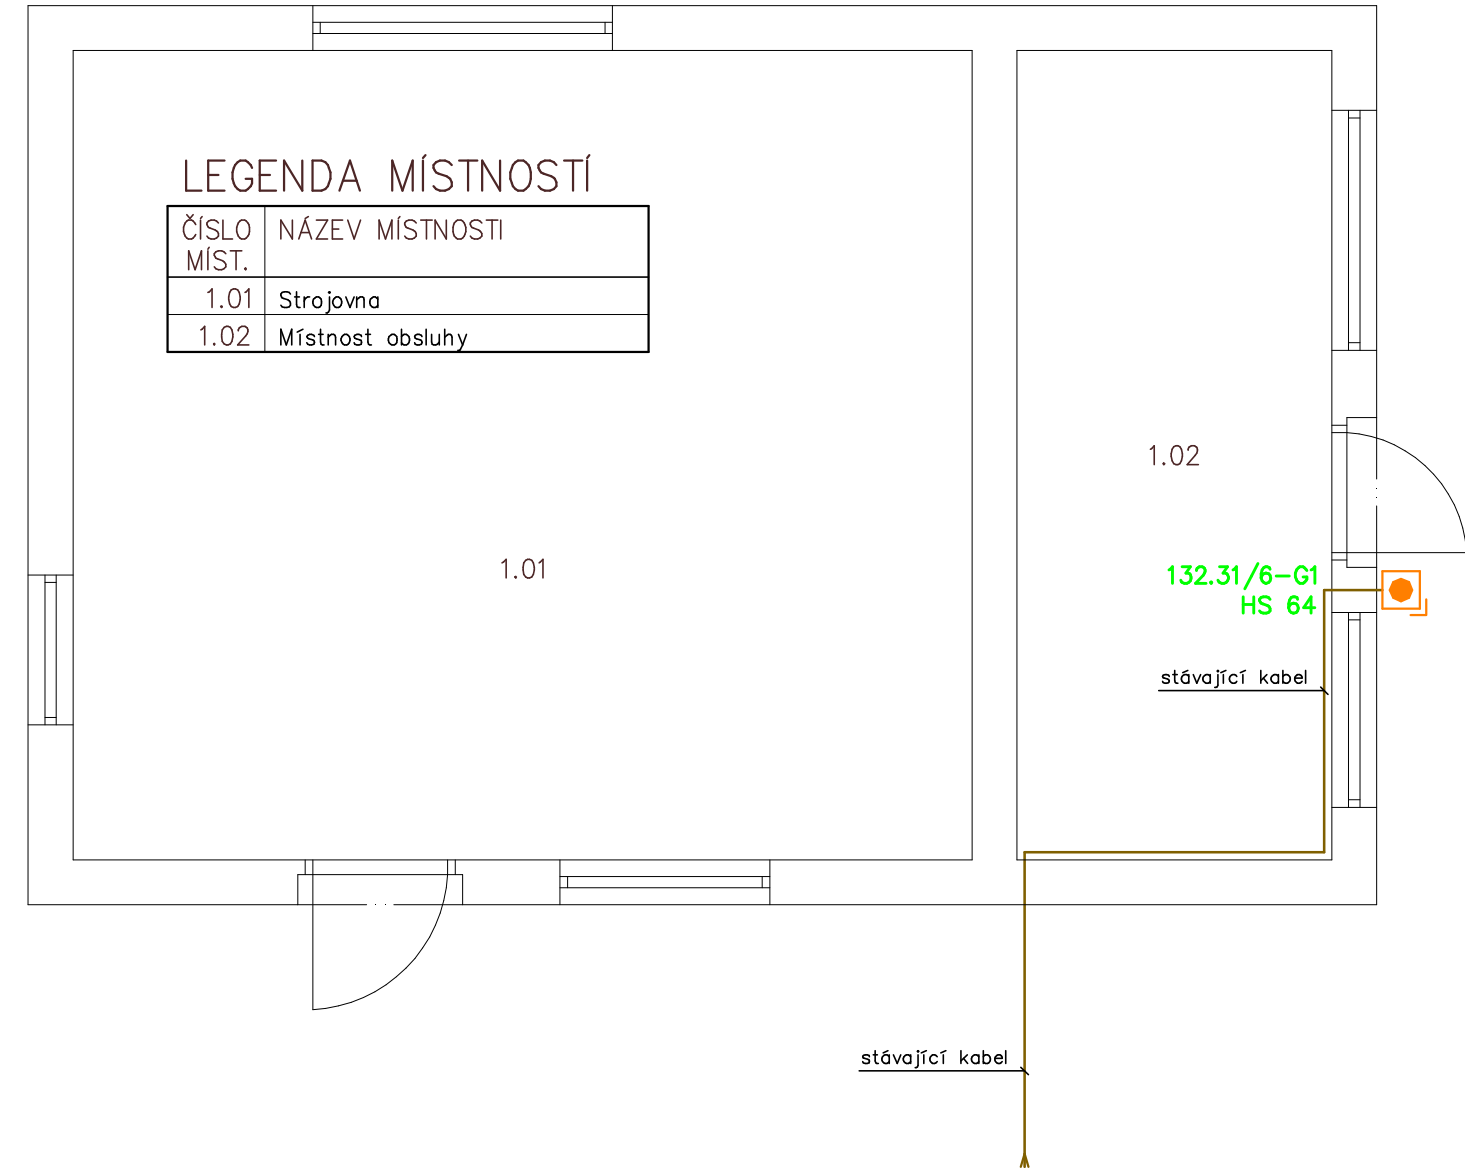 LEGENDA MÍSTNOSTÍ
ČÍSLO MÍST. NÁZEV MÍSTNOSTI
1.01 Strojovna
1.02 Místnost obsluhy
1.02
1.01
132.31/6-G1
HS 64
stávající kabel
stávající kabel